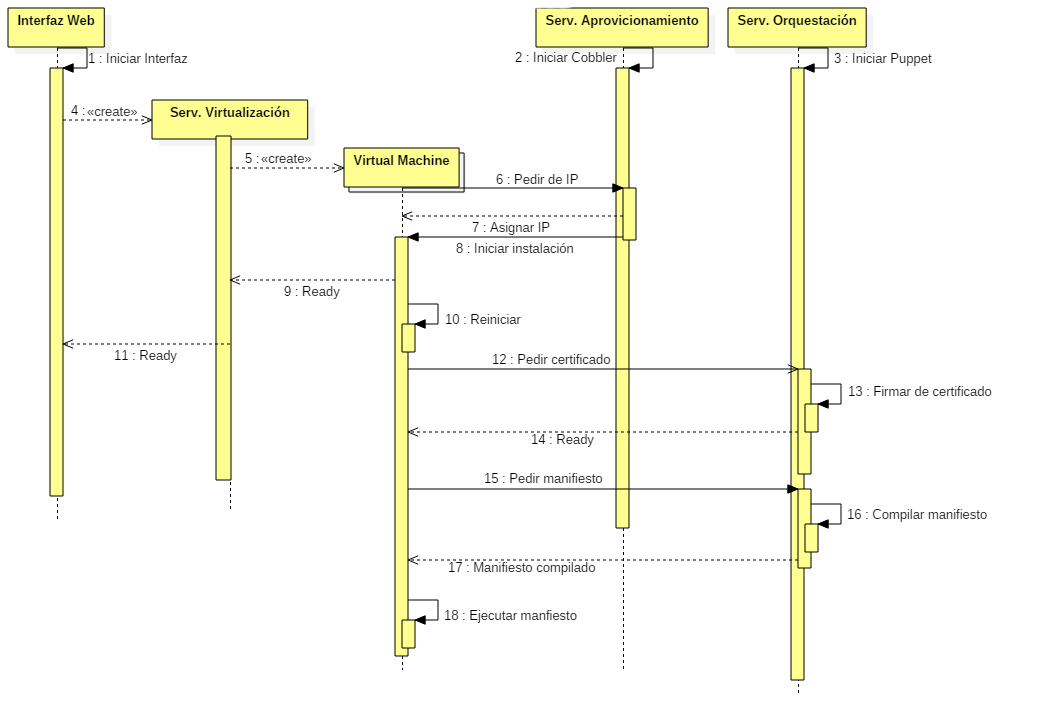 Interfaz Web
Serv. Aprovicionamiento
Serv. Orquestación
1 : Iniciar Interfaz
2 : Iniciar Cobbler
3 : Iniciar Puppet
4 : «create»
Serv. Virtualización
5 : «create»
Virtual Machine
6 : Pedir de IP
7 : Asignar IP
8 : Iniciar instalación
9 : Ready
10 : Reiniciar
11 : Ready
12 : Pedir certificado
13 : Firmar de certificado
14 : Ready
15 : Pedir manifiesto
16 : Compilar manifiesto
17 : Manifiesto compilado
18 : Ejecutar manfiesto